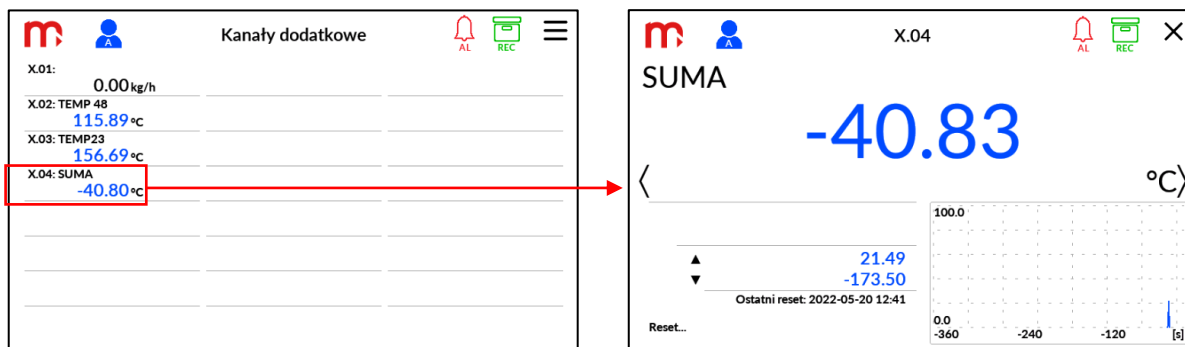 A
Kanały dodatkowe
AL
REC
X.01:
0.00 kg/h
X.02: TEMP 48
115.89 °C
X.03: TEMP23
156.69 °C
X.04: SUMA
-40.80 °C
A
X.04
AL
REC
SUMA
-40.83
°C
▲ 21.49
▼ -173.50
Ostatni reset: 2022-05-20 12:41
Reset...
100.0
0.0
-360 -240 -120 [s]